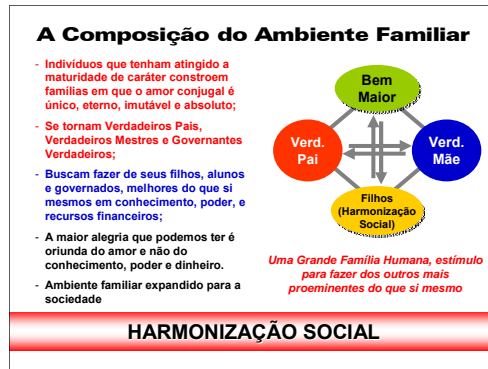 A Composição do Ambiente Familiar
- Indivíduos que tenham atingido a
maturidade de caráter constroem
famílias em que o amor conjugal é
único, eterno, imutável e absoluto;
- Se tornam Verdadeiros Pais,
Verdadeiros Mestres e Governantes
Verdadeiros;
- Buscam fazer de seus filhos, alunos
e governados, melhores do que si
mesmos em conhecimento, poder, e
recursos financeiros;
- A maior alegria que podemos ter é
oriunda do amor e não do
conhecimento, poder e dinheiro.
- Ambiente familiar expandido para a
sociedade
Bem
Maior
Verd.
Pai
Verd.
Mãe
Filhos
(Harmonização
Social)
Uma Grande Família Humana, estímulo
para fazer dos outros mais
proeminentes do que si mesmo
HARMONIZAÇÃO SOCIAL